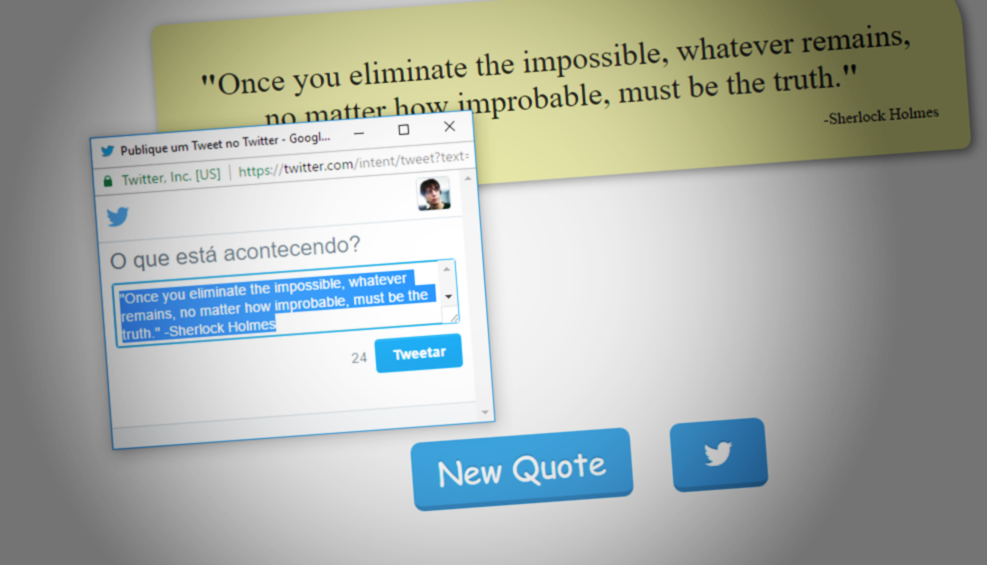 "Once you eliminate the impossible, whatever remains,
no matter how improbable, must be the truth."
-Sherlock Holmes
Publique um Tweet no Twitter - Googl...
Twitter, Inc. [US] | https://twitter.com/intent/tweet?text=
O que está acontecendo?
"Once you eliminate the impossible, whatever
remains, no matter how improbable, must be the
truth." -Sherlock Holmes
24 Tweetar
New Quote